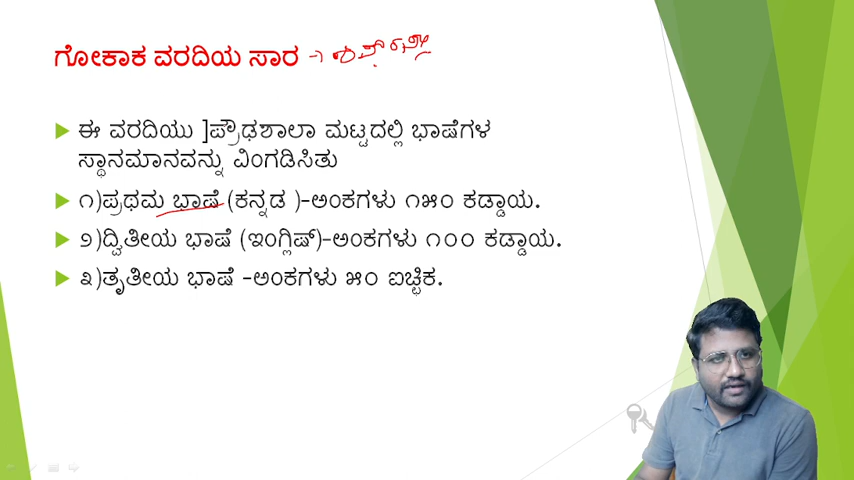 ಗೋಕಾಕ ವರದಿಯ ಸಾರ
ಈ ವರದಿಯು ]ಪ್ರೌಢಶಾಲಾ ಮಟ್ಟದಲ್ಲಿ ಭಾಷೆಗಳ
ಸ್ಥಾನಮಾನವನ್ನು ವಿಂಗಡಿಸಿತು
೧)ಪ್ರಥಮ ಭಾಷೆ (ಕನ್ನಡ )-ಅಂಕಗಳು ೧೫೦ ಕಡ್ಡಾಯ.
೨)ದ್ವಿತೀಯ ಭಾಷೆ (ಇಂಗ್ಲಿಷ್)-ಅಂಕಗಳು ೧೦೦ ಕಡ್ಡಾಯ.
೩)ತೃತೀಯ ಭಾಷೆ -ಅಂಕಗಳು ೫೦ ಐಚ್ಛಿಕ.